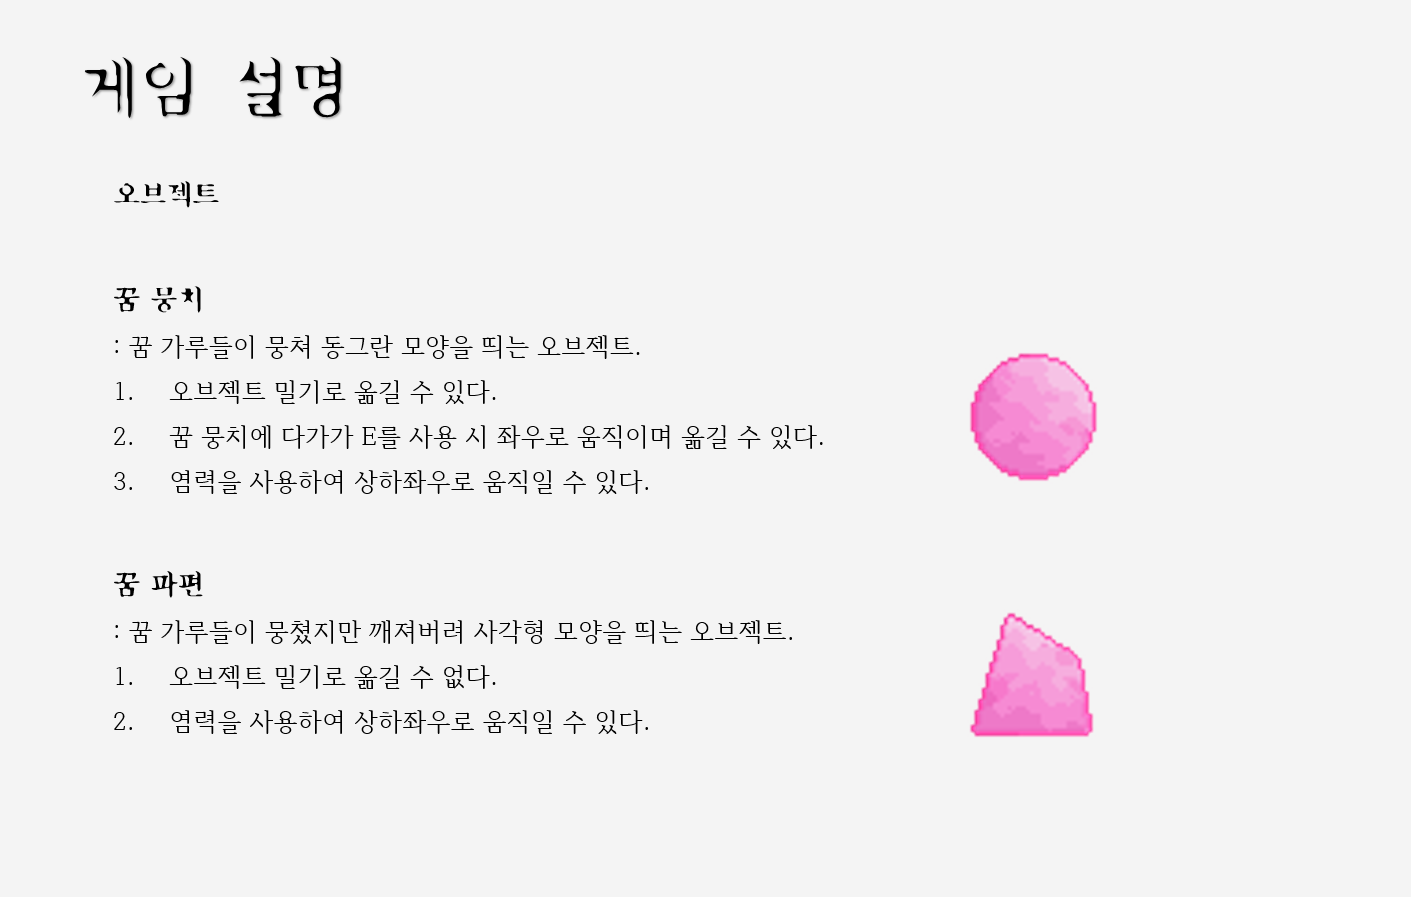 게임 설명
오브젝트
꿈 뭉치
: 꿈 가루들이 뭉쳐 동그란 모양을 띄는 오브젝트.
1. 오브젝트 밀기로 옮길 수 있다.
2. 꿈 뭉치에 다가가 E를 사용 시 좌우로 움직이며 옮길 수 있다.
3. 염력을 사용하여 상하좌우로 움직일 수 있다.
꿈 파편
: 꿈 가루들이 뭉쳤지만 깨져버려 사각형 모양을 띄는 오브젝트.
1. 오브젝트 밀기로 옮길 수 없다.
2. 염력을 사용하여 상하좌우로 움직일 수 있다.